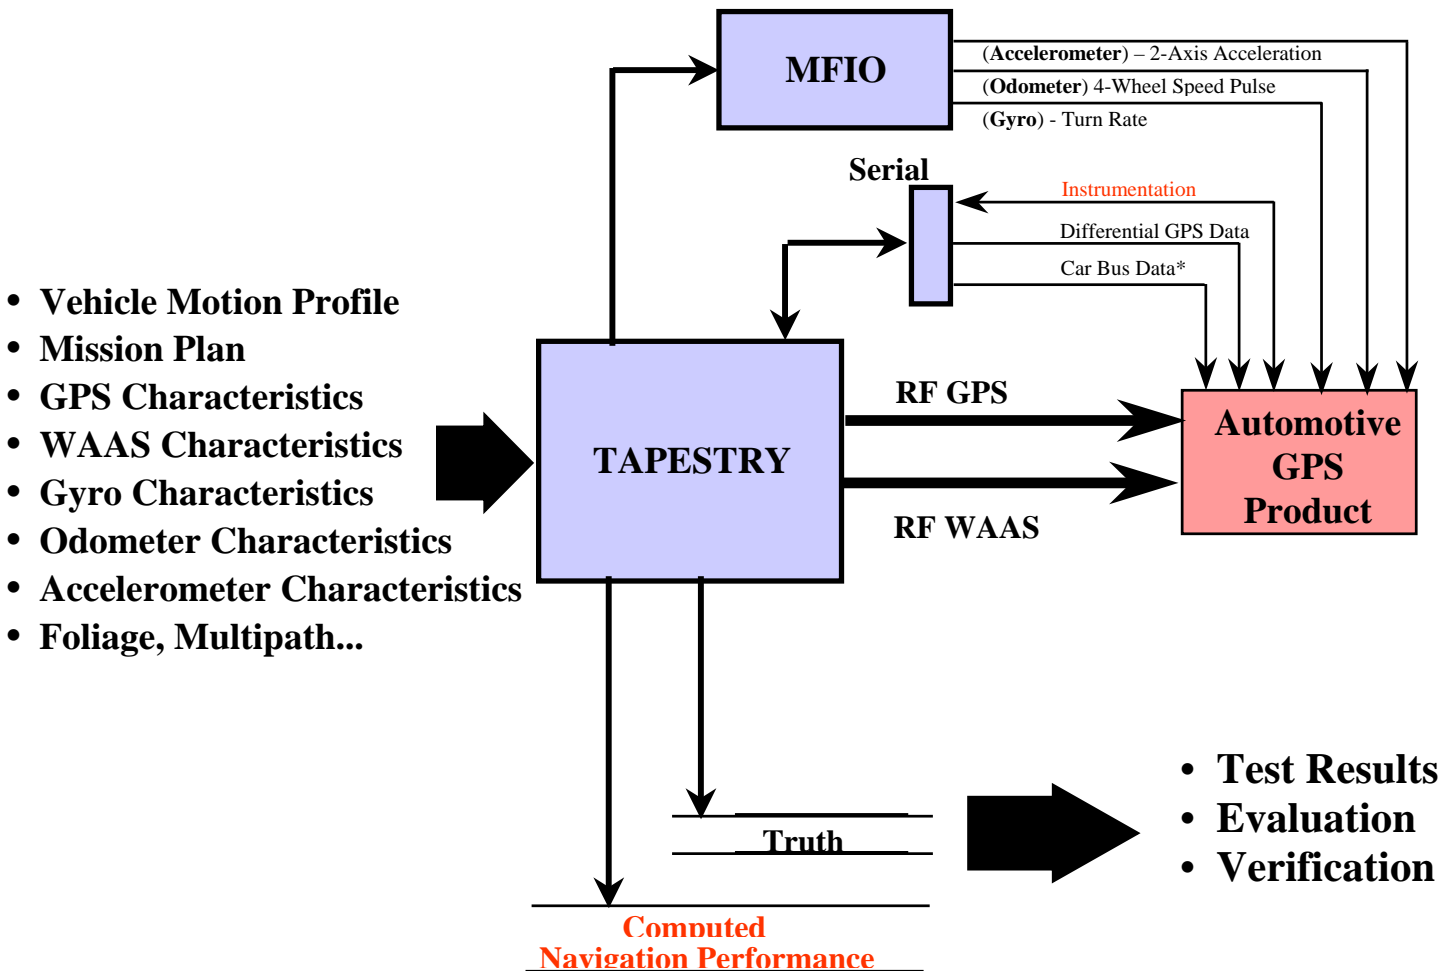 MFIO
(Accelerometer) – 2-Axis Acceleration
(Odometer) 4-Wheel Speed Pulse
(Gyro) - Turn Rate
Serial
Instrumentation
Differential GPS Data
Car Bus Data*
• Vehicle Motion Profile
• Mission Plan
• GPS Characteristics
• WAAS Characteristics
• Gyro Characteristics
• Odometer Characteristics
• Accelerometer Characteristics
• Foliage, Multipath...
TAPESTRY
RF GPS
RF WAAS
Automotive
GPS
Product
Truth
Computed
Navigation Performance
• Test Results
• Evaluation
• Verification